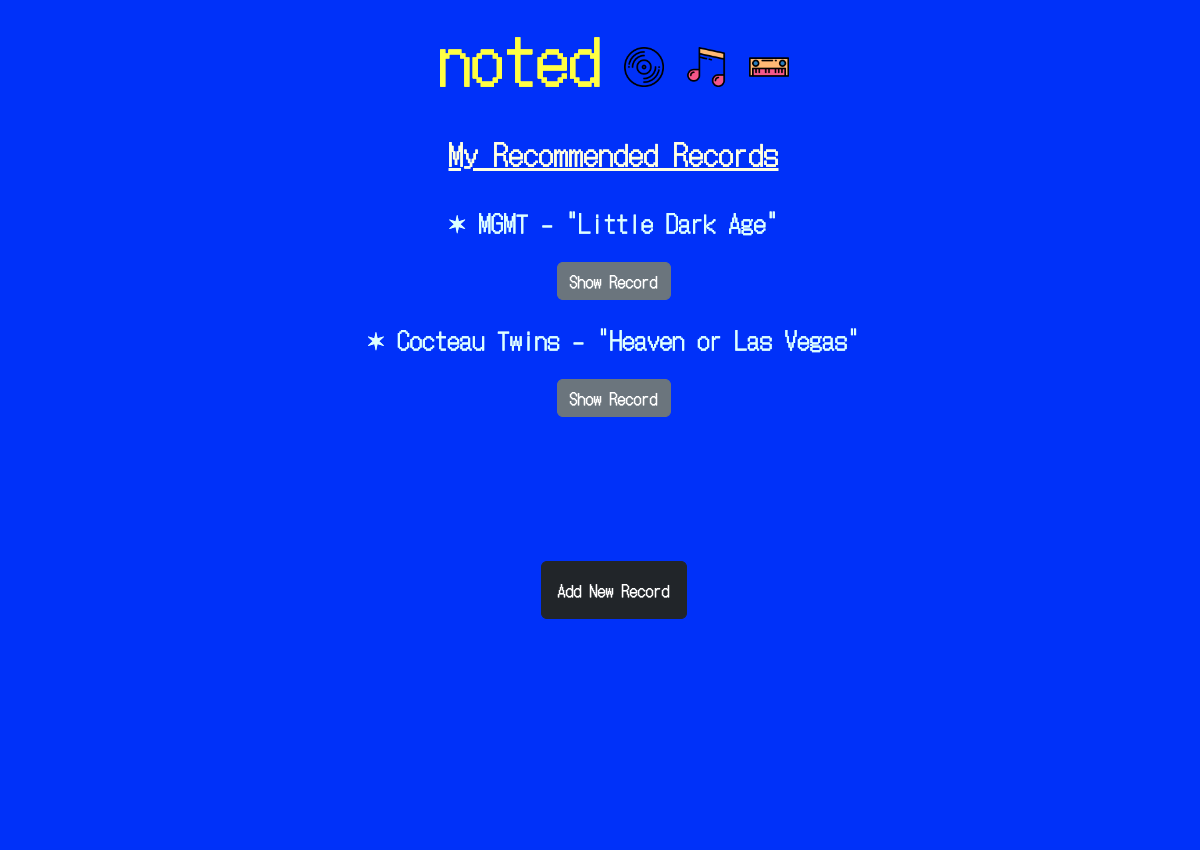 noted
My Recommended Records
✶ MGMT - "Little Dark Age"
Show Record
✶ Cocteau Twins - "Heaven or Las Vegas"
Show Record
Add New Record